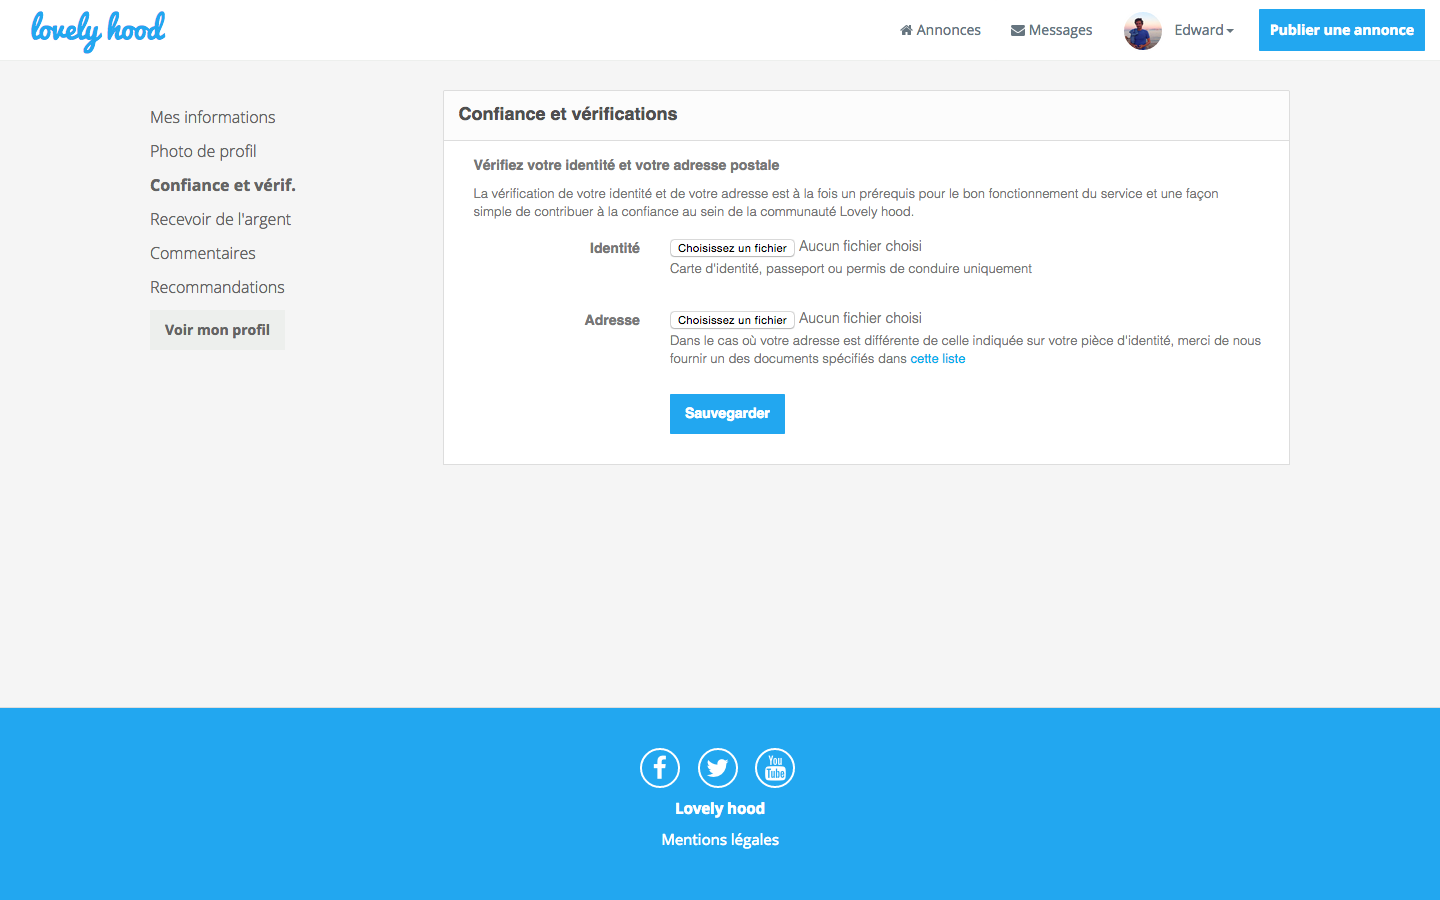 lovely hood
Annonces
Messages
Edward
Publier une annonce
Mes informations
Photo de profil
Confiance et vérif.
Recevoir de l'argent
Commentaires
Recommandations
Voir mon profil
Confiance et vérifications
Vérifiez votre identité et votre adresse postale
La vérification de votre identité et de votre adresse est à la fois un prérequis pour le bon fonctionnement du service et une façon
simple de contribuer à la confiance au sein de la communauté Lovely hood.
Identité
Choisissez un fichier Aucun fichier choisi
Carte d'identité, passeport ou permis de conduire uniquement
Adresse
Choisissez un fichier Aucun fichier choisi
Dans le cas où votre adresse est différente de celle indiquée sur votre pièce d'identité, merci de nous
fournir un des documents spécifiés dans cette liste
Sauvegarder
You
Tube
Lovely hood
Mentions légales